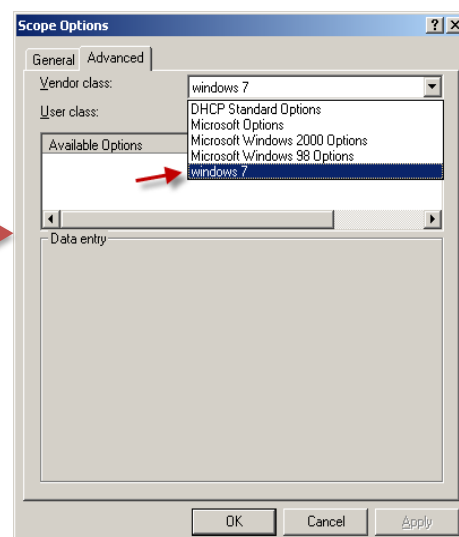 Scope Options
General Advanced
Vendor class: windows 7
User class: DHCP Standard Options
Microsoft Options
Microsoft Windows 2000 Options
Microsoft Windows 98 Options
windows 7
Available Options
Data entry
OK Cancel Apply